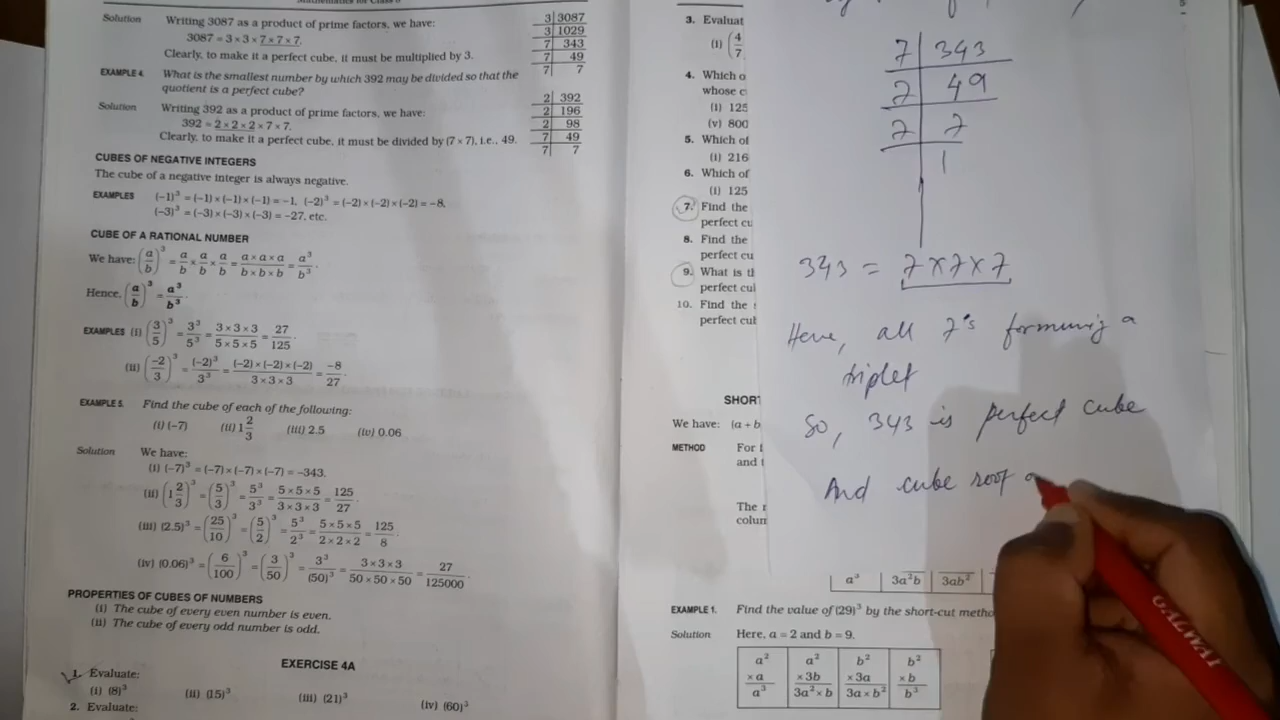 Mathematics for Class 8
Solution Writing 3087 as a product of prime factors, we have:
3087 = 3 × 3 × 7 × 7 × 7.
Clearly, to make it a perfect cube, it must be multiplied by 3.
3 3087
3 1029
7 343
7 49
7 7
EXAMPLE 4. What is the smallest number by which 392 may be divided so that the
quotient is a perfect cube?
Solution Writing 392 as a product of prime factors, we have:
392 = 2 × 2 × 2 × 7 × 7.
Clearly, to make it a perfect cube, it must be divided by (7 × 7), i.e., 49.
2 392
2 196
2 98
7 49
7 7
CUBES OF NEGATIVE INTEGERS
The cube of a negative integer is always negative.
EXAMPLES (−1)³ = (−1) × (−1) × (−1) = −1, (−2)³ = (−2) × (−2) × (−2) = −8,
(−3)³ = (−3) × (−3) × (−3) = −27, etc.
CUBE OF A RATIONAL NUMBER
We have: (a/b)³ = a/b × a/b × a/b = a × a × a / b × b × b = a³/b³.
Hence, (a/b)³ = a³/b³.
EXAMPLES (i) (3/5)³ = 3³/5³ = 3 × 3 × 3 / 5 × 5 × 5 = 27/125.
(ii) (−2/3)³ = (−2)³/3³ = (−2) × (−2) × (−2) / 3 × 3 × 3 = −8/27
EXAMPLE 5. Find the cube of each of the following:
(i) (−7) (ii) 1 2/3 (iii) 2.5 (iv) 0.06
Solution We have:
(i) (−7)³ = (−7) × (−7) × (−7) = −343.
(ii) (1 2/3)³ = (5/3)³ = 5³/3³ = 5 × 5 × 5 / 3 × 3 × 3 = 125/27.
(iii) (2.5)³ = (25/10)³ = (5/2)³ = 5³/2³ = 5 × 5 × 5 / 2 × 2 × 2 = 125/8.
(iv) (0.06)³ = (6/100)³ = (3/50)³ = 3³/(50)³ = 3 × 3 × 3 / 50 × 50 × 50 = 27/125000.
PROPERTIES OF CUBES OF NUMBERS
(i) The cube of every even number is even.
(ii) The cube of every odd number is odd.
EXERCISE 4A
1. Evaluate:
(i) (8)³ (ii) (15)³ (iii) (21)³ (iv) (60)³
2. Evaluate:
3. Evaluat
(i) (4/7
4. Which o
whose c
(i) 125
(v) 800
5. Which of
(i) 216
6. Which of
(i) 125
7. Find the
perfect cu
8. Find the
perfect cu
9. What is
perfect cu
10. Find the
perfect cub
SHORT
We have: (a + b
METHOD For
and
The
colum
a³ 3a²b 3ab²
EXAMPLE 1. Find the value of (29)³ by the short-cut metho
Solution Here, a = 2 and b = 9.
a² a² b² b²
× a × 3b × 3a × b
a³ 3a² × b 3a × b² b³
7 343
7 49
7 7
1
343 = 7 × 7 × 7
Here, all 7's forming a
triplet
So, 343 is perfect cube
And cube root
GALWAY